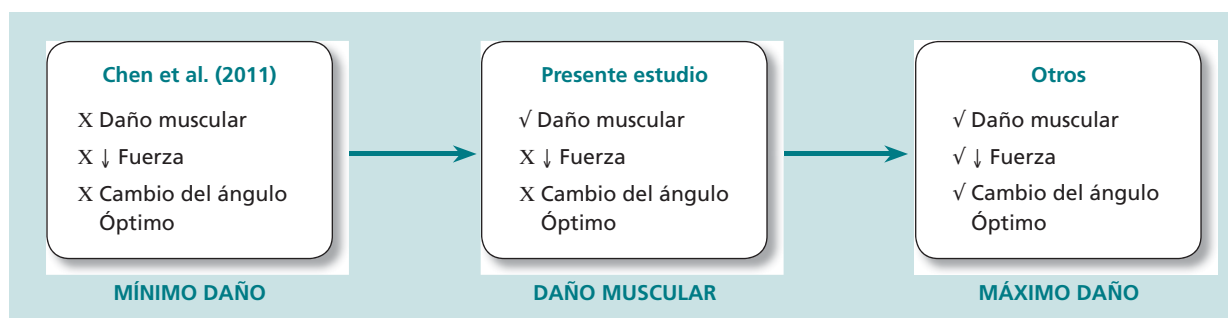 Chen et al. (2011)
X Daño muscular
X ↓ Fuerza
X Cambio del ángulo
Óptimo
MÍNIMO DAÑO
Presente estudio
√ Daño muscular
X ↓ Fuerza
X Cambio del ángulo
Óptimo
DAÑO MUSCULAR
Otros
√ Daño muscular
√ ↓ Fuerza
√ Cambio del ángulo
Óptimo
MÁXIMO DAÑO